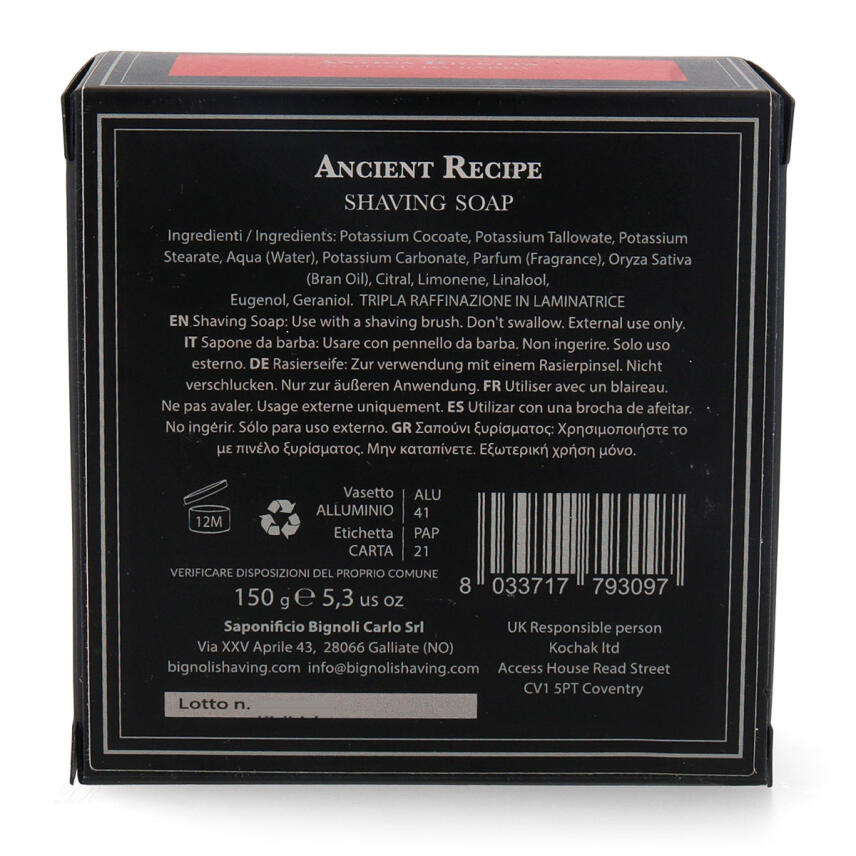 ANCIENT RECIPE
SHAVING SOAP
Ingredienti / Ingredients: Potassium Cocoate, Potassium Tallowate, Potassium
Stearate, Aqua (Water), Potassium Carbonate, Parfum (Fragrance), Oryza Sativa
(Bran Oil), Citral, Limonene, Linalool,
Eugenol, Geraniol. TRIPLA RAFFINAZIONE IN LAMINATRICE
EN Shaving Soap: Use with a shaving brush. Don't swallow. External use only.
IT Sapone da barba: Usare con pennello da barba. Non ingerire. Solo uso
esterno. DE Rasierseife: Zur verwendung mit einem Rasierpinsel. Nicht
verschlucken. Nur zur äußeren Anwendung. FR Utiliser avec un blaireau.
Ne pas avaler. Usage externe uniquement. ES Utilizar con una brocha de afeitar.
No ingérir. Sólo para uso externo. GR Σαπούνι ξυρίσματος: Χρησιμοποιήστε το
με πινέλο ξυρίσματος. Μην καταπίνετε. Εξωτερική χρήση μόνο.
12M
Vasetto ALU
ALLUMINIO 41
Etichetta PAP
CARTA 21
VERIFICARE DISPOSIZIONI DEL PROPRIO COMUNE
150 g ℮ 5,3 us oz
8 033717 793097
Saponificio Bignoli Carlo Srl
Via XXV Aprile 43, 28066 Galliate (NO)
bignolishaving.com info@bignolishaving.com
UK Responsible person
Kochak ltd
Access House Read Street
CV1 5PT Coventry
Lotto n.